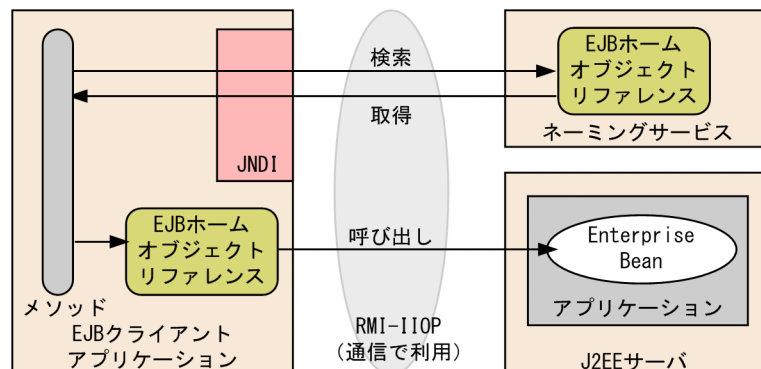 検索
取得
JNDI
EJBホーム
オブジェクト
リファレンス
ネーミングサービス
EJBホーム
オブジェクト
リファレンス
呼び出し
Enterprise
Bean
アプリケーション
メソッド
EJBクライアント
アプリケーション
RMI-IIOP
（通信で利用）
J2EEサーバ